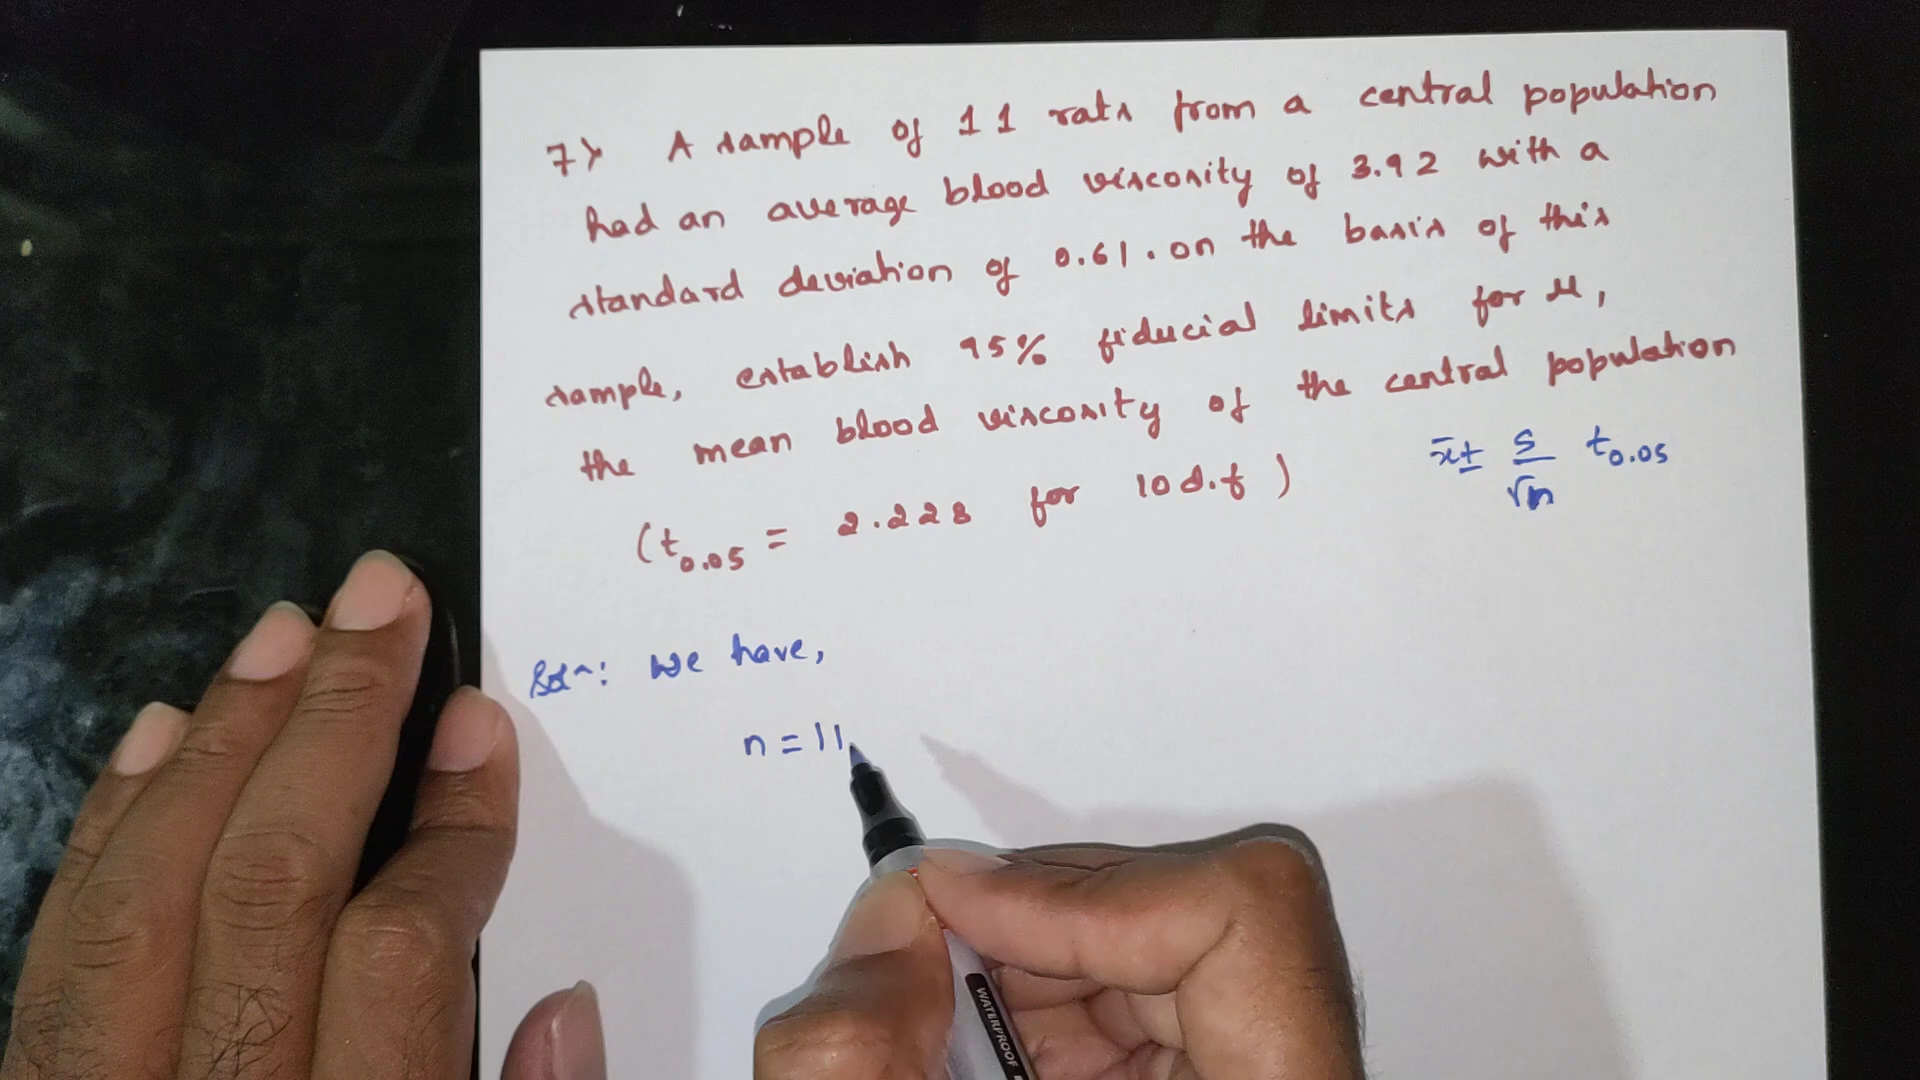 7> A sample of 11 rats from a central population
had an average blood viscosity of 3.92 with a
standard deviation of 0.61. on the basis of this
sample, establish 95% fiducial limits for μ,
the mean blood viscosity of the central population
(t0.05 = 2.228 for 10 d.f)
x̄ ± s/√n t0.05
Soln: We have,
n = 11
WATERPROOF